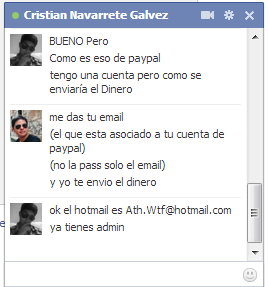 Cristian Navarrete Galvez
BUENO Pero
Como es eso de paypal
tengo una cuenta pero como se
enviaría el Dinero
me das tu email
(el que esta asociado a tu cuenta de
paypal)
(no la pass solo el email)
y yo te envio el dinero
ok el hotmail es Ath.Wtf@hotmail.com
ya tienes admin